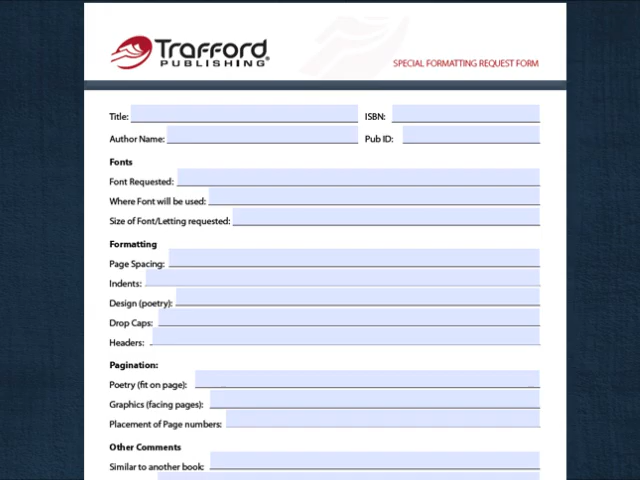 Trafford®
PUBLISHING
SPECIAL FORMATTING REQUEST FORM
Title: ISBN:
Author Name: Pub ID:
Fonts
Font Requested:
Where Font will be used:
Size of Font/Letting requested:
Formatting
Page Spacing:
Indents:
Design (poetry):
Drop Caps:
Headers:
Pagination:
Poetry (fit on page):
Graphics (facing pages):
Placement of Page numbers:
Other Comments
Similar to another book: